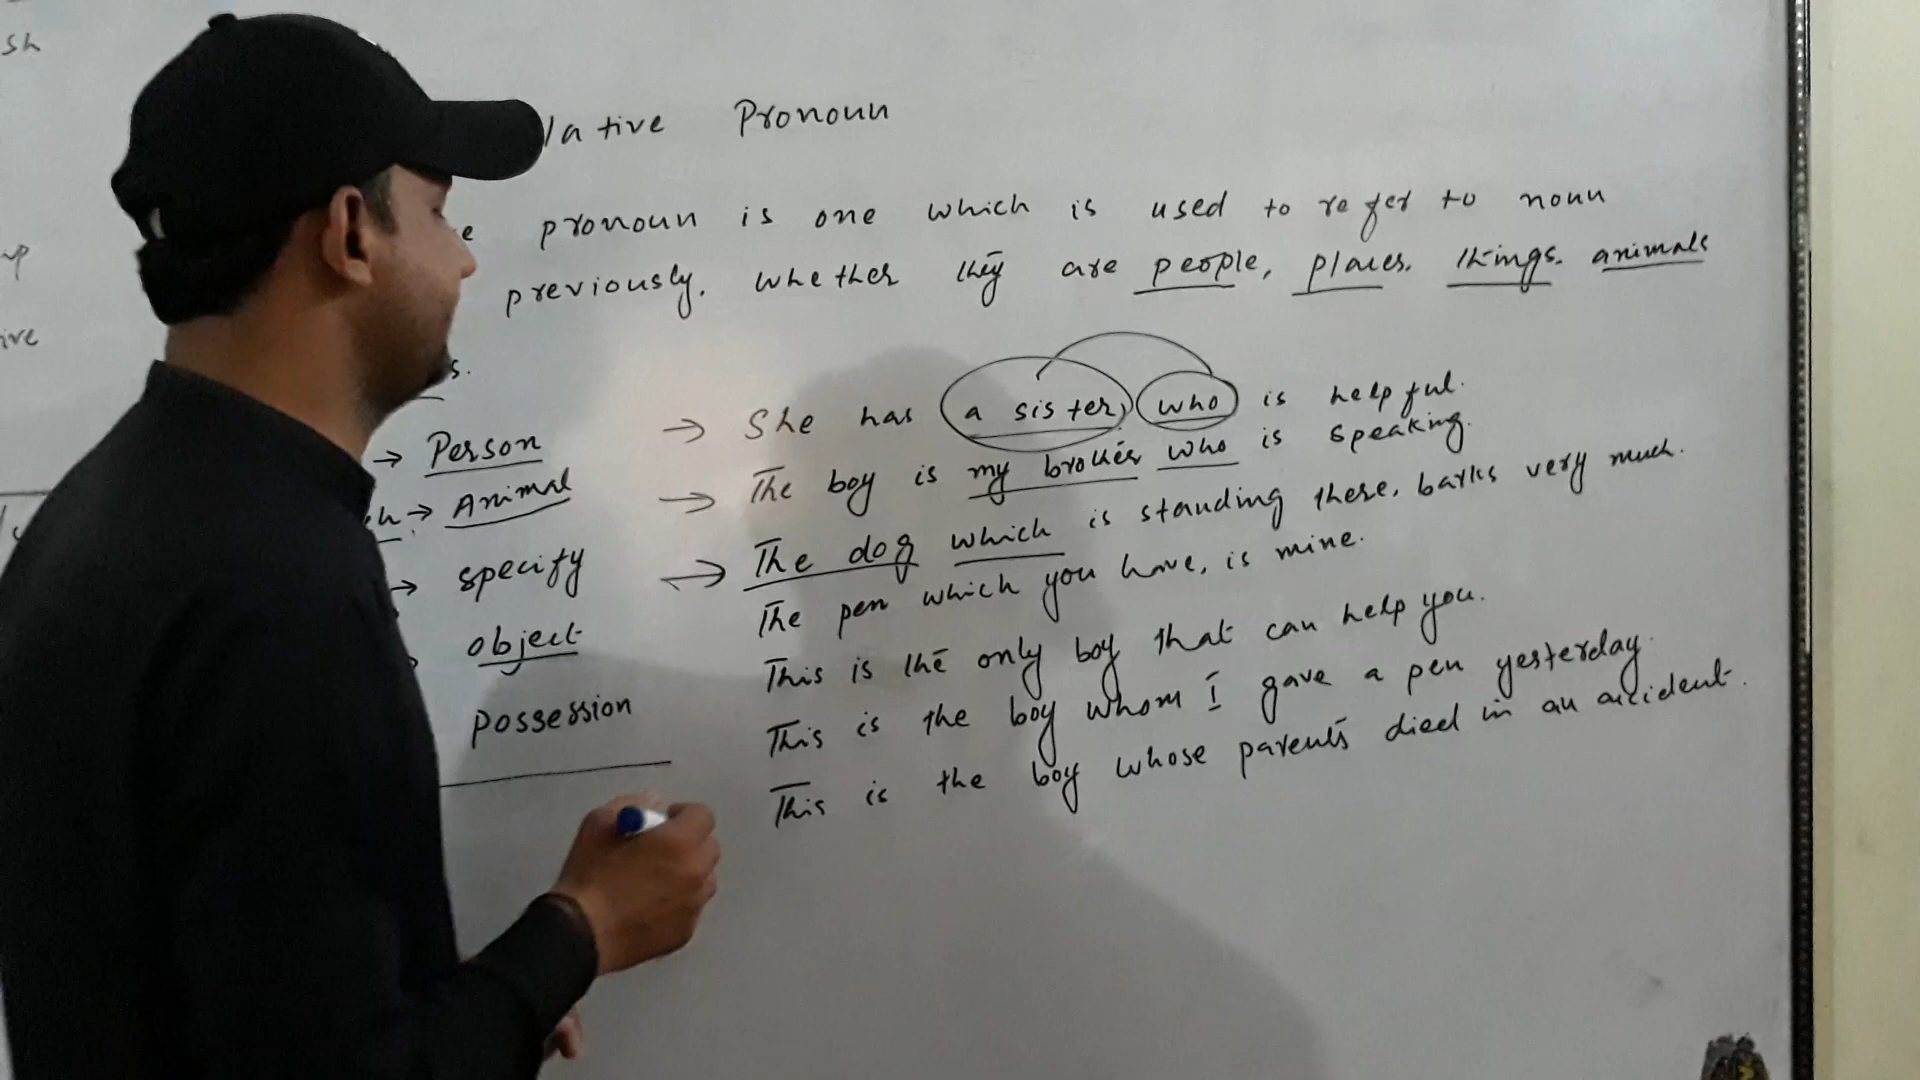 sh
lative Pronoun
e pronoun is one which is used to refer to noun
up
previously. Whether they are people, places. things. animals
ive
s.
→ Person
h → Animal
→ specify
object
possession
→ She has a sister, who is helpful.
→ The boy is my brother who is speaking.
→ The dog which is standing there, barks very much.
The pen which you have, is mine.
This is the only boy that can help you.
This is the boy whom I gave a pen yesterday.
This is the boy whose parents died in an accident.